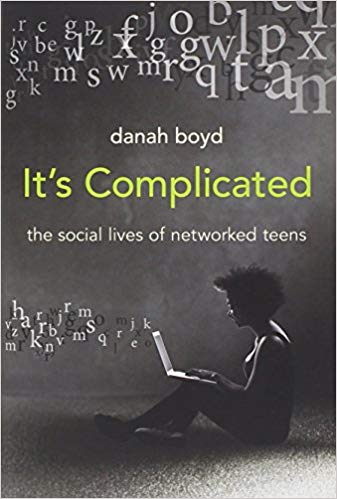 danah boyd
It's Complicated
the social lives of networked teens